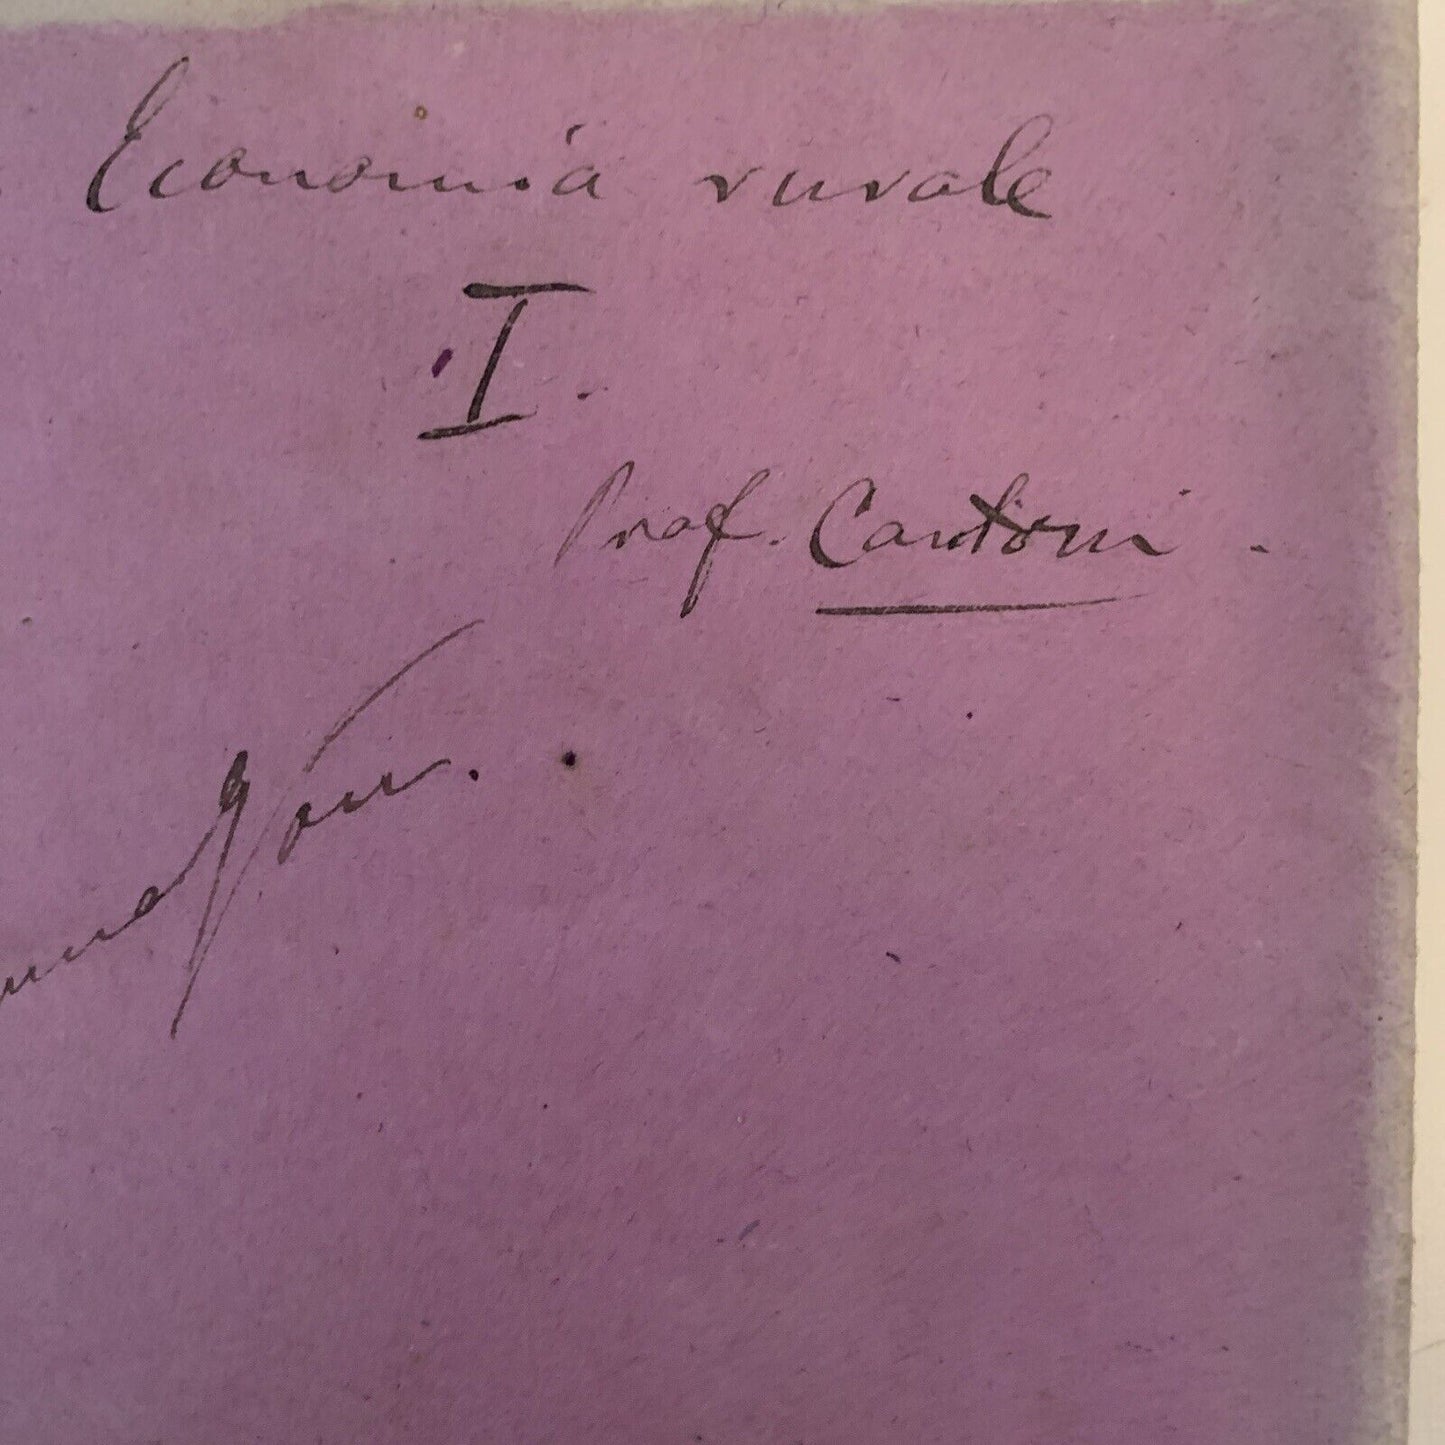 Economia rurale
I.
Prof. Cantoni.